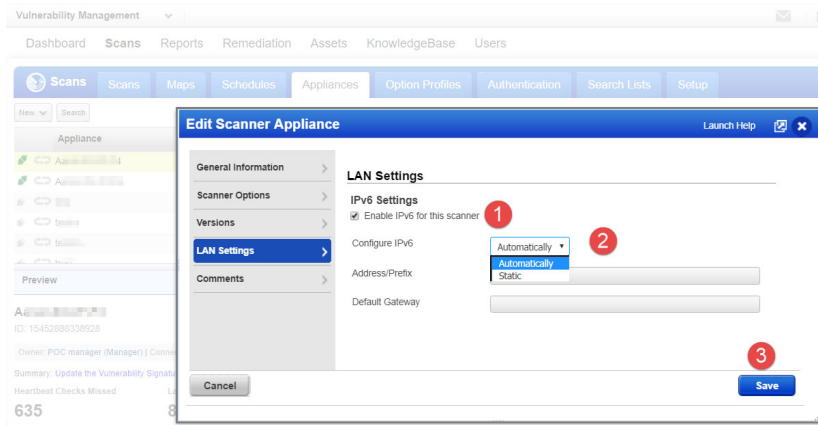 Vulnerability Management
Dashboard Scans Reports Remediation Assets KnowledgeBase Users
Scans Scans Maps Schedules Appliances Option Profiles Authentication Search Lists Setup
New Search
Appliance
Edit Scanner Appliance Launch Help
General Information
Scanner Options
Versions
LAN Settings
Comments
LAN Settings
IPv6 Settings
Enable IPv6 for this scanner 1
Configure IPv6 Automatically 2
Automatically
Static
Address/Prefix
Default Gateway
3
Cancel Save
Preview
ID: 15452886338928
Owner: POC manager (Manager) | Conne
Summary: Update the Vulnerability Signatu
Heartbeat Checks Missed La
635 8